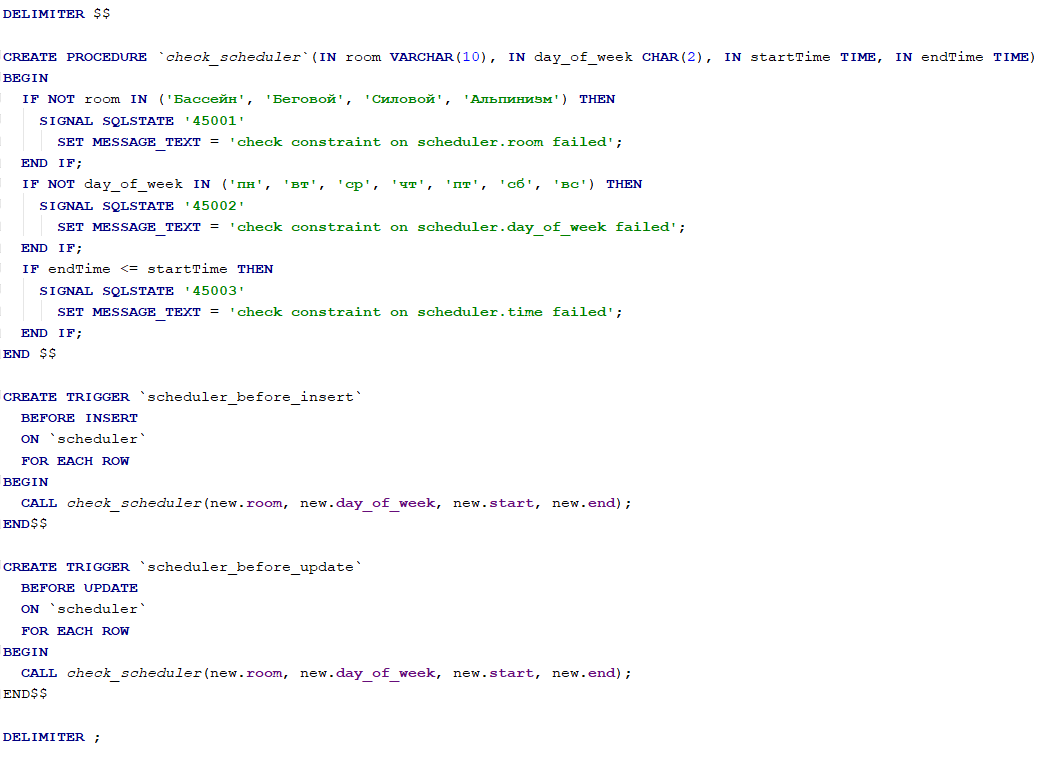 DELIMITER $$
CREATE PROCEDURE `check_scheduler`(IN room VARCHAR(10), IN day_of_week CHAR(2), IN startTime TIME, IN endTime TIME)
BEGIN
  IF NOT room IN ('Бассейн', 'Беговой', 'Силовой', 'Альпинизм') THEN
    SIGNAL SQLSTATE '45001'
      SET MESSAGE_TEXT = 'check constraint on scheduler.room failed';
  END IF;
  IF NOT day_of_week IN ('пн', 'вт', 'ср', 'чт', 'пт', 'сб', 'вс') THEN
    SIGNAL SQLSTATE '45002'
      SET MESSAGE_TEXT = 'check constraint on scheduler.day_of_week failed';
  END IF;
  IF endTime <= startTime THEN
    SIGNAL SQLSTATE '45003'
      SET MESSAGE_TEXT = 'check constraint on scheduler.time failed';
  END IF;
END $$
CREATE TRIGGER `scheduler_before_insert`
  BEFORE INSERT
  ON `scheduler`
  FOR EACH ROW
BEGIN
  CALL check_scheduler(new.room, new.day_of_week, new.start, new.end);
END$$
CREATE TRIGGER `scheduler_before_update`
  BEFORE UPDATE
  ON `scheduler`
  FOR EACH ROW
BEGIN
  CALL check_scheduler(new.room, new.day_of_week, new.start, new.end);
END$$
DELIMITER ;